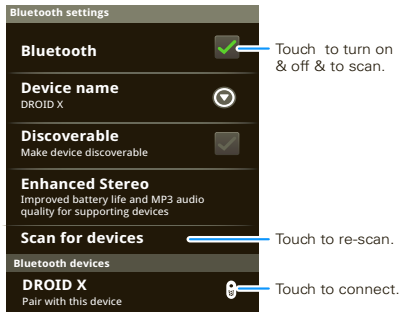 Bluetooth settings
Bluetooth
Touch to turn on
& off & to scan.
Device name
DROID X
Discoverable
Make device discoverable
Enhanced Stereo
Improved battery life and MP3 audio
quality for supporting devices
Scan for devices
Touch to re-scan.
Bluetooth devices
DROID X
Pair with this device
Touch to connect.